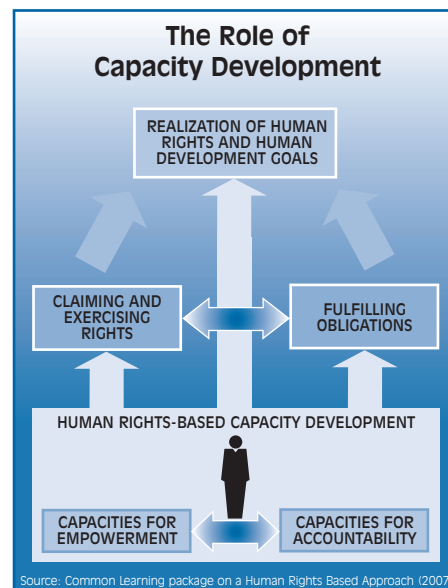 The Role of
Capacity Development
REALIZATION OF HUMAN
RIGHTS AND HUMAN
DEVELOPMENT GOALS
CLAIMING AND
EXERCISING
RIGHTS
FULFILLING
OBLIGATIONS
HUMAN RIGHTS-BASED CAPACITY DEVELOPMENT
CAPACITIES FOR
EMPOWERMENT
CAPACITIES FOR
ACCOUNTABILITY
Source: Common Learning package on a Human Rights Based Approach (2007